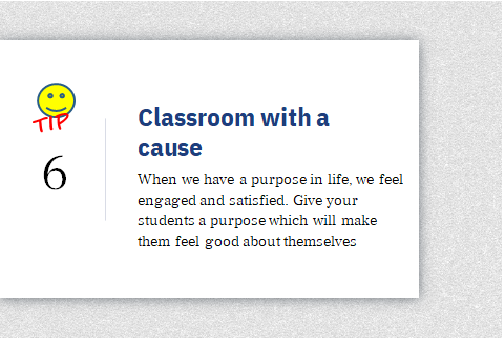 TIP
6
Classroom with a
cause
When we have a purpose in life, we feel
engaged and satisfied. Give your
students a purpose which will make
them feel good about themselves